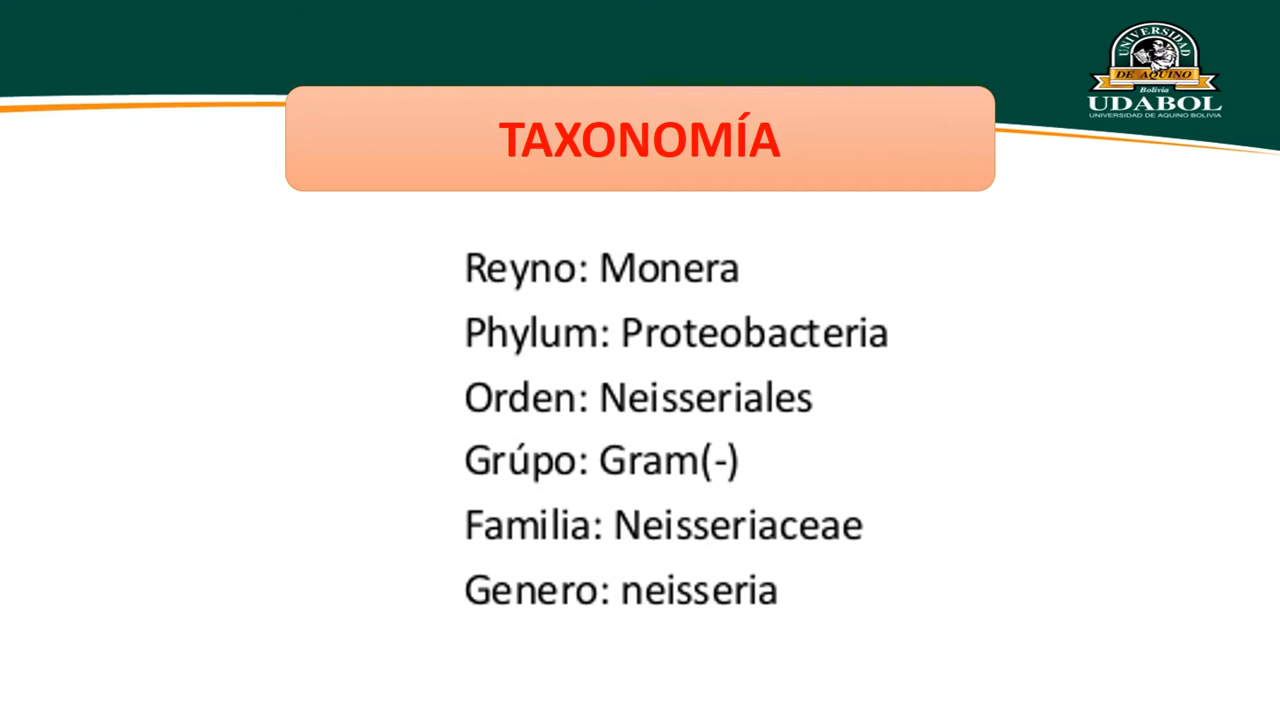 UNIVERSIDAD
DE AQUINO
Bolivia
UDABOL
UNIVERSIDAD DE AQUINO BOLIVIA
TAXONOMÍA
Reyno: Monera
Phylum: Proteobacteria
Orden: Neisseriales
Grúpo: Gram(-)
Familia: Neisseriaceae
Genero: neisseria